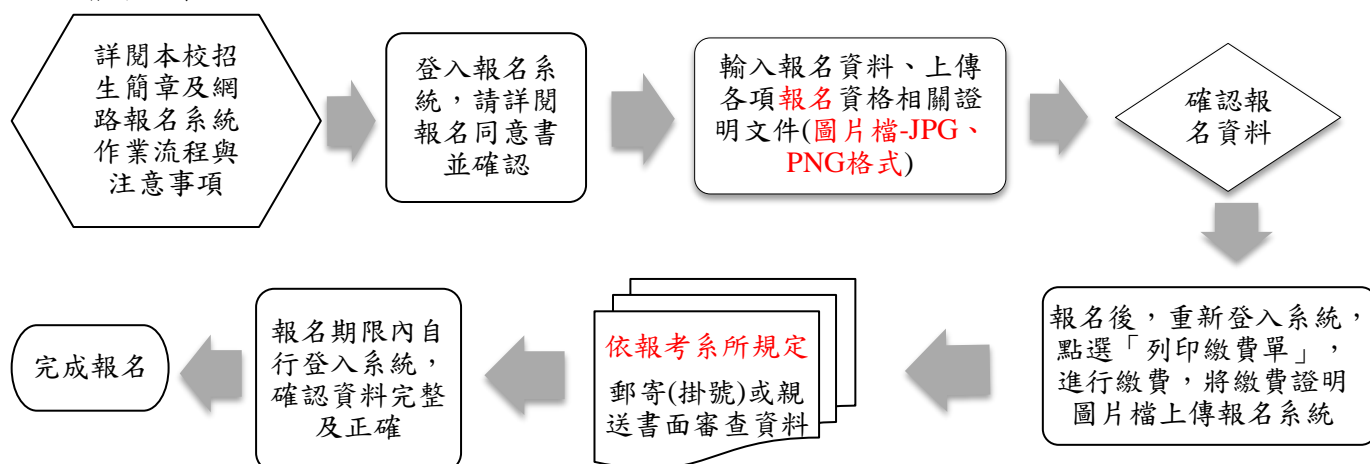 詳閱本校招
生簡章及網
路報名系統
作業流程與
注意事項
登入報名系
統，請詳閱
報名同意書
並確認
輸入報名資料、上傳
各項報名資格相關證
明文件(圖片檔-JPG、
PNG格式)
確認報
名資料
報名後，重新登入系統，
點選「列印繳費單」，
進行繳費，將繳費證明
圖片檔上傳報名系統
依報考系所規定
郵寄(掛號)或親
送書面審查資料
報名期限內自
行登入系統，
確認資料完整
及正確
完成報名